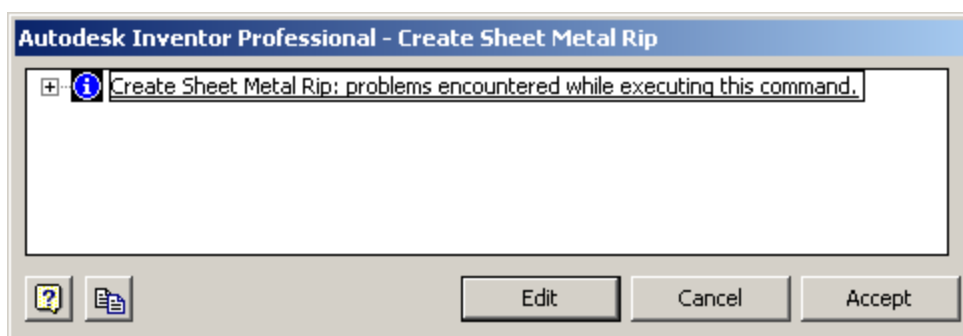 Autodesk Inventor Professional - Create Sheet Metal Rip
Create Sheet Metal Rip: problems encountered while executing this command.
Edit Cancel Accept